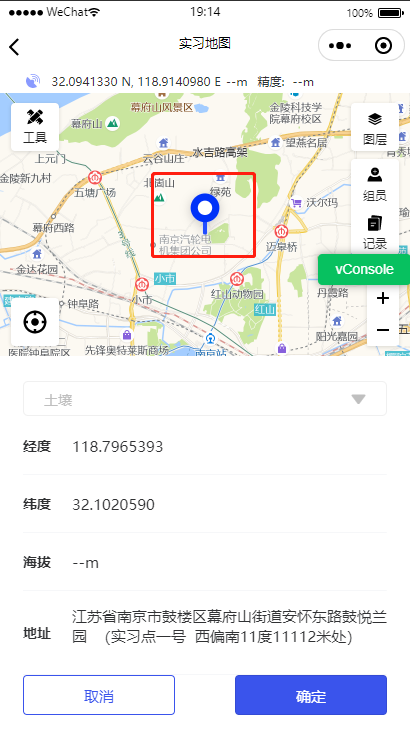 WeChat 19:14 100%
实习地图
32.0941330 N, 118.9140980 E --m 精度: --m
幕府山风景区
金陵科技学
院幕府校区
工具
幕府山
图层
水吉路高架
望燕名居
上元门
云谷山庄
金陵新九村
五塘广场
北固山
绿苑
组员
沃尔玛
幕府西路
记录
南京汽轮电
机集团公司
迈皋桥
金达花园
vConsole
小市
红山动物园
丹霞路
小市
钟阜路
红山
阳光嘉园
医院钟阜院区
先锋奥特莱斯商场
南京站
土壤
经度 118.7965393
纬度 32.1020590
海拔 --m
地址 江苏省南京市鼓楼区幕府山街道安怀东路鼓悦兰
园 (实习点一号 西偏南11度11112米处)
取消 确定